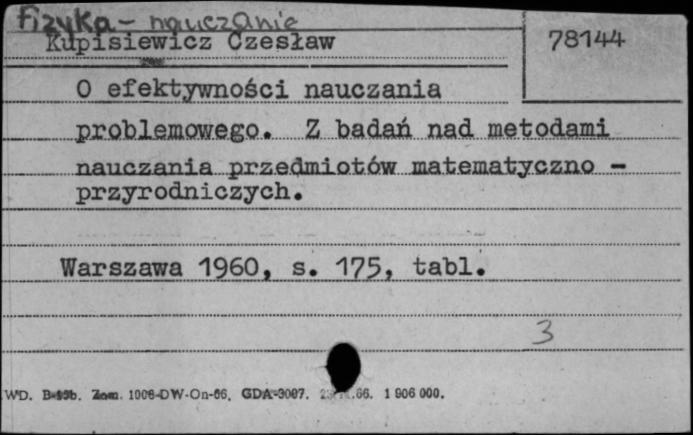 Fizyka - nauczanie
Kupisiewicz Czesław
78144
O efektywności nauczania
problemowego. Z badań nad metodami
nauczania przedmiotów matematyczno -
przyrodniczych.
Warszawa 1960, s. 175, tabl.
3
WD. Zam. 1006-DW-On-66. GDA-3007. .66. 1 906 000.